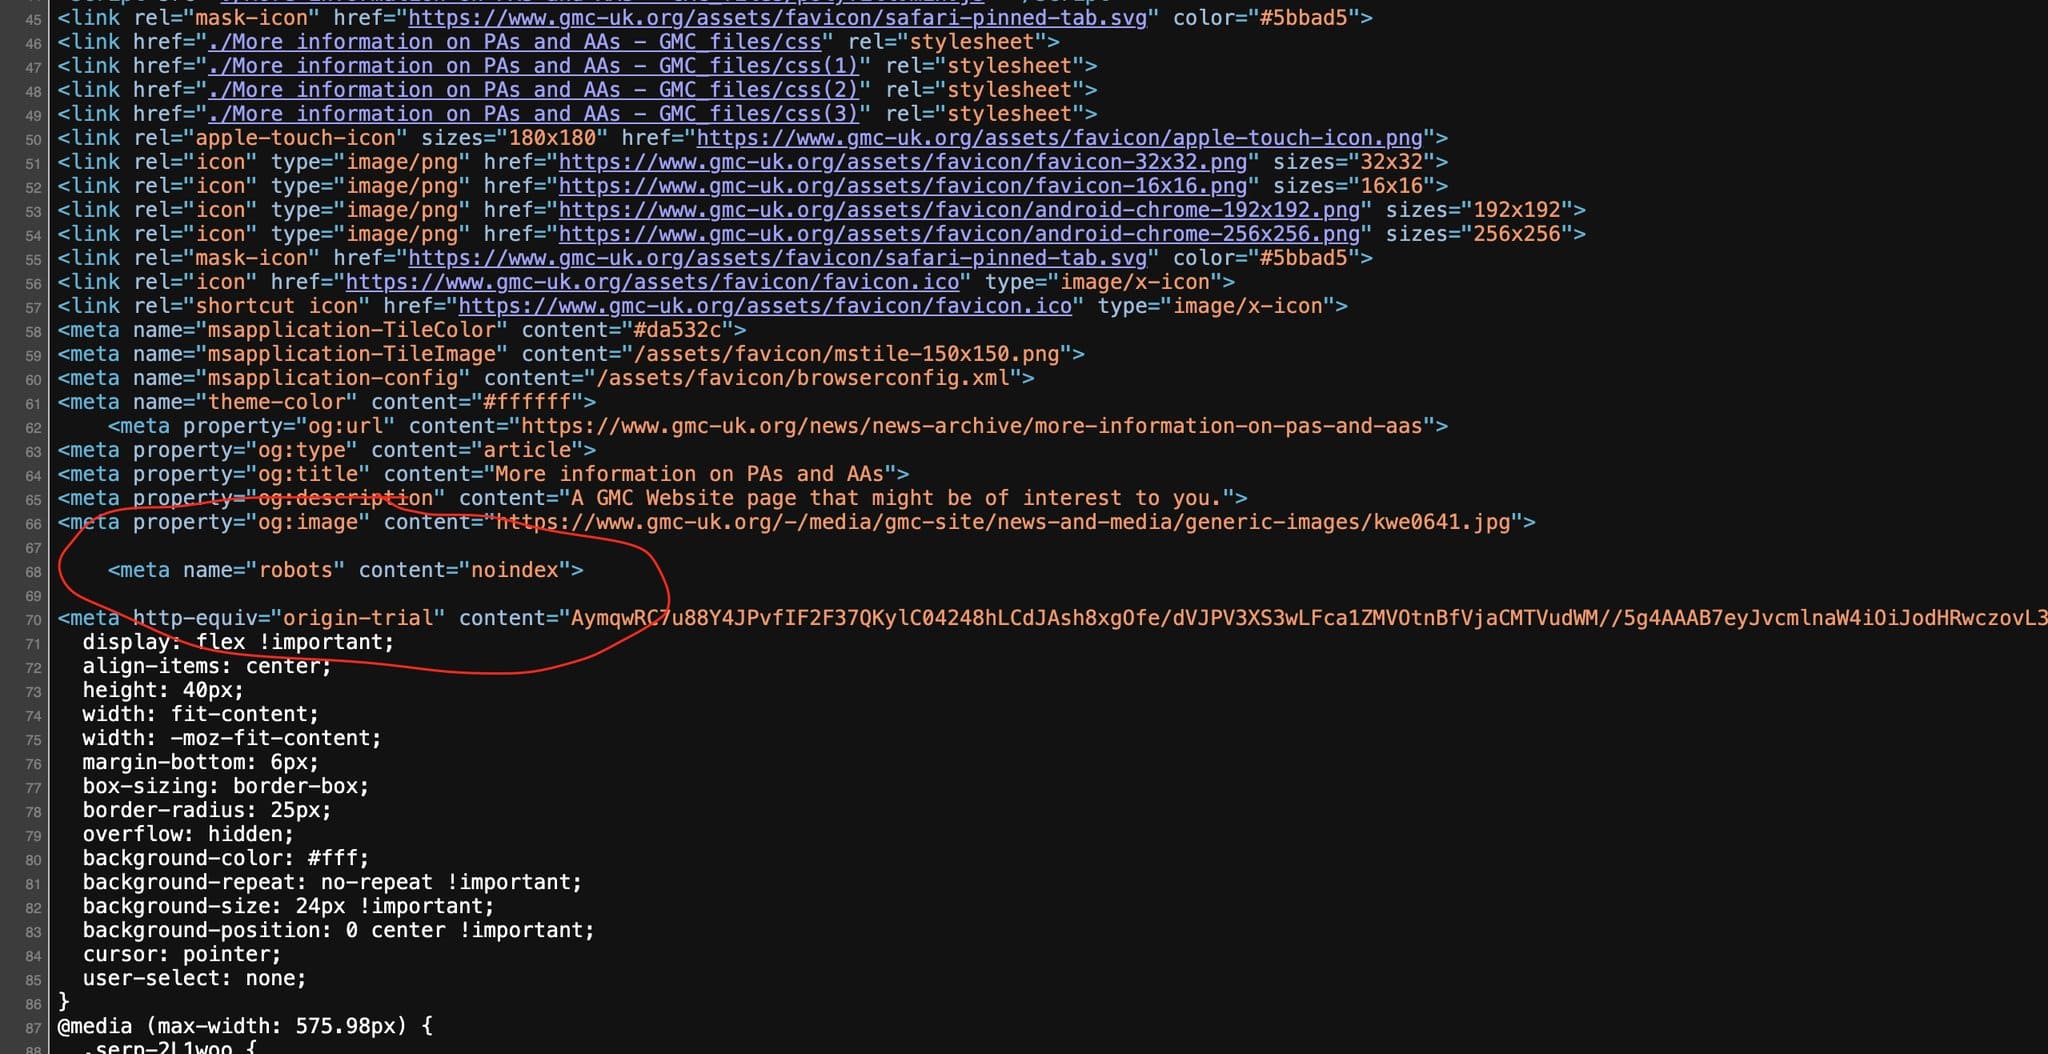 45 <link rel="mask-icon" href="https://www.gmc-uk.org/assets/favicon/safari-pinned-tab.svg" color="#5bbad5">
46 <link href="./More information on PAs and AAs - GMC_files/css" rel="stylesheet">
47 <link href="./More information on PAs and AAs - GMC_files/css(1)" rel="stylesheet">
48 <link href="./More information on PAs and AAs - GMC_files/css(2)" rel="stylesheet">
49 <link href="./More information on PAs and AAs - GMC_files/css(3)" rel="stylesheet">
50 <link rel="apple-touch-icon" sizes="180x180" href="https://www.gmc-uk.org/assets/favicon/apple-touch-icon.png">
51 <link rel="icon" type="image/png" href="https://www.gmc-uk.org/assets/favicon/favicon-32x32.png" sizes="32x32">
52 <link rel="icon" type="image/png" href="https://www.gmc-uk.org/assets/favicon/favicon-16x16.png" sizes="16x16">
53 <link rel="icon" type="image/png" href="https://www.gmc-uk.org/assets/favicon/android-chrome-192x192.png" sizes="192x192">
54 <link rel="icon" type="image/png" href="https://www.gmc-uk.org/assets/favicon/android-chrome-256x256.png" sizes="256x256">
55 <link rel="mask-icon" href="https://www.gmc-uk.org/assets/favicon/safari-pinned-tab.svg" color="#5bbad5">
56 <link rel="icon" href="https://www.gmc-uk.org/assets/favicon/favicon.ico" type="image/x-icon">
57 <link rel="shortcut icon" href="https://www.gmc-uk.org/assets/favicon/favicon.ico" type="image/x-icon">
58 <meta name="msapplication-TileColor" content="#da532c">
59 <meta name="msapplication-TileImage" content="/assets/favicon/mstile-150x150.png">
60 <meta name="msapplication-config" content="/assets/favicon/browserconfig.xml">
61 <meta name="theme-color" content="#ffffff">
62 <meta property="og:url" content="https://www.gmc-uk.org/news/news-archive/more-information-on-pas-and-aas">
63 <meta property="og:type" content="article">
64 <meta property="og:title" content="More information on PAs and AAs">
65 <meta property="og:description" content="A GMC Website page that might be of interest to you.">
66 <meta property="og:image" content="https://www.gmc-uk.org/-/media/gmc-site/news-and-media/generic-images/kwe0641.jpg">
67
68 <meta name="robots" content="noindex">
69
70 <meta http-equiv="origin-trial" content="AymqwRC7u88Y4JPvfIF2F37QKylC04248hLCdJAsh8xgOfe/dVJPV3XS3wLFca1ZMVOtnBfVjaCMTVudWM//5g4AAAB7eyJvcmlnaW4iOiJodHRwczovL3
71 display: flex !important;
72 align-items: center;
73 height: 40px;
74 width: fit-content;
75 width: -moz-fit-content;
76 margin-bottom: 6px;
77 box-sizing: border-box;
78 border-radius: 25px;
79 overflow: hidden;
80 background-color: #fff;
81 background-repeat: no-repeat !important;
82 background-size: 24px !important;
83 background-position: 0 center !important;
84 cursor: pointer;
85 user-select: none;
86 }
87 @media (max-width: 575.98px) {
88 .serp-2L1woo {